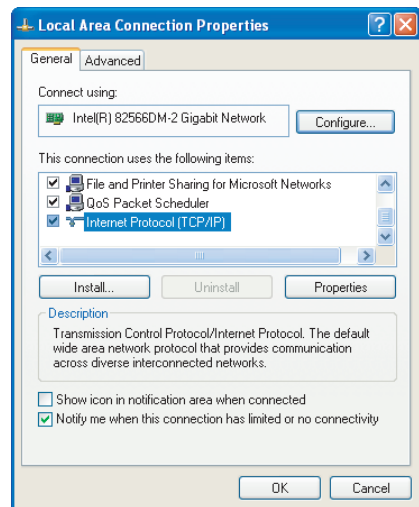 Local Area Connection Properties
General
Advanced
Connect using:
Intel(R) 82566DM-2 Gigabit Network
Configure...
This connection uses the following items:
File and Printer Sharing for Microsoft Networks
QoS Packet Scheduler
Internet Protocol (TCP/IP)
Install...
Uninstall
Properties
Description
Transmission Control Protocol/Internet Protocol. The default
wide area network protocol that provides communication
across diverse interconnected networks.
Show icon in notification area when connected
Notify me when this connection has limited or no connectivity
OK
Cancel